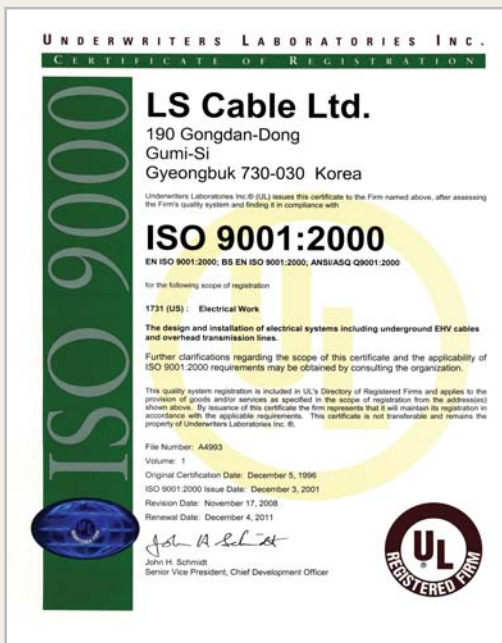 UNDERWRITERS LABORATORIES INC.
CERTIFICATE OF REGISTRATION
ISO 9000
LS Cable Ltd.
190 Gongdan-Dong
Gumi-Si
Gyeongbuk 730-030 Korea
Underwriters Laboratories Inc.® (UL) issues this certificate to the Firm named above, after assessing
the Firm's quality system and finding it in compliance with
ISO 9001:2000
EN ISO 9001:2000; BS EN ISO 9001:2000; ANSI/ASQ Q9001:2000
for the following scope of registration
1731 (US) : Electrical Work
The design and installation of electrical systems including underground EHV cables
and overhead transmission lines.
Further clarifications regarding the scope of this certificate and the applicability of
ISO 9001:2000 requirements may be obtained by consulting the organization.
This quality system registration is included in UL's Directory of Registered Firms and applies to the
provision of goods and/or services as specified in the scope of registration from the address(es)
shown above. By issuance of this certificate the firm represents that it will maintain its registration in
accordance with the applicable requirements. This certificate is not transferable and remains the
property of Underwriters Laboratories Inc. ®.
File Number: A4993
Volume: 1
Original Certification Date: December 5, 1996
ISO 9001:2000 Issue Date: December 3, 2001
Revision Date: November 17, 2008
Renewal Date: December 4, 2011
John H Schmidt
John H. Schmidt
Senior Vice President, Chief Development Officer
UL
UL
REGISTERED FIRM